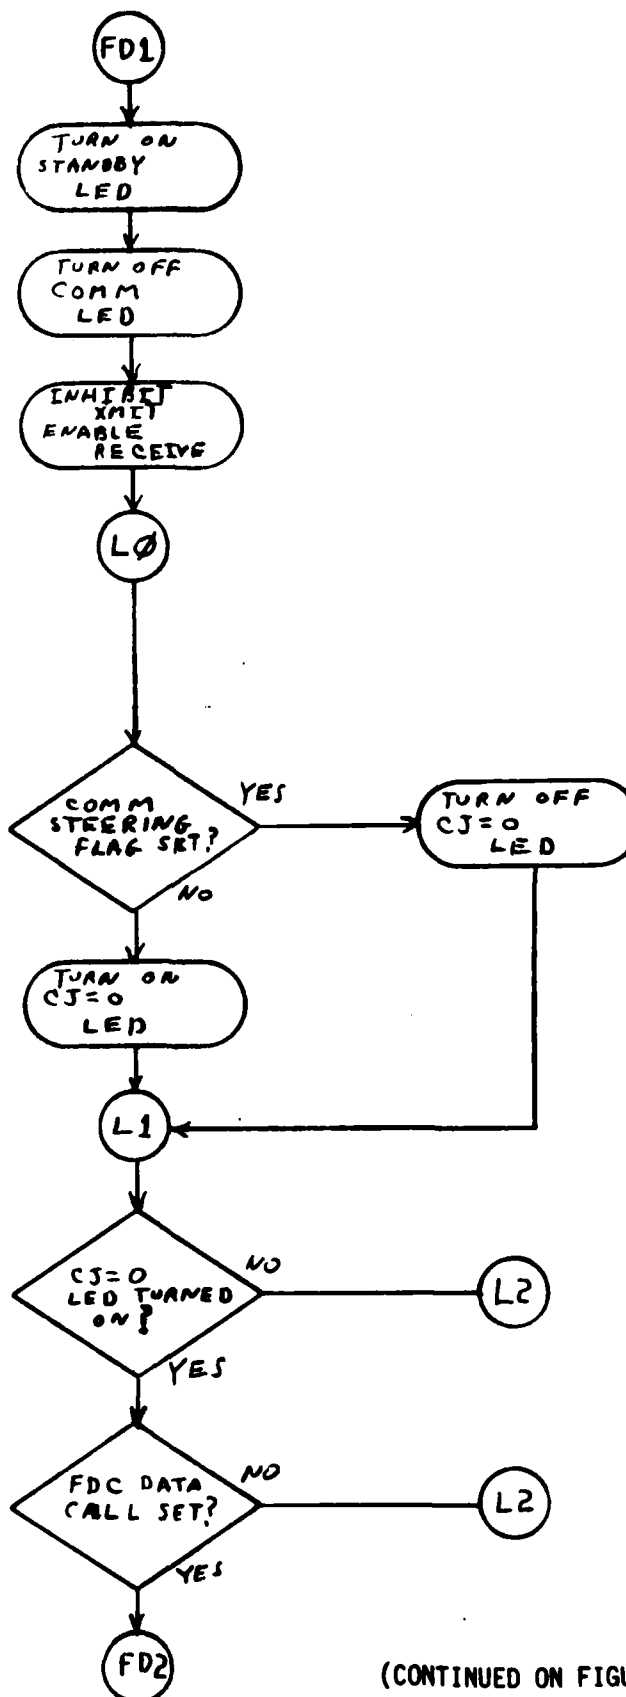 FD1
TURN ON
STANDBY
LED
TURN OFF
COMM
LED
INHIBIT
XMIT
ENABLE
RECEIVE
LØ
COMM
STEERING
FLAG SET?
YES
NO
TURN OFF
CJ=0
LED
TURN ON
CJ=0
LED
L1
CJ=0
LED TURNED
ON?
NO
L2
YES
FDC DATA
CALL SET?
NO
L2
YES
FD2
(CONTINUED ON FIGU